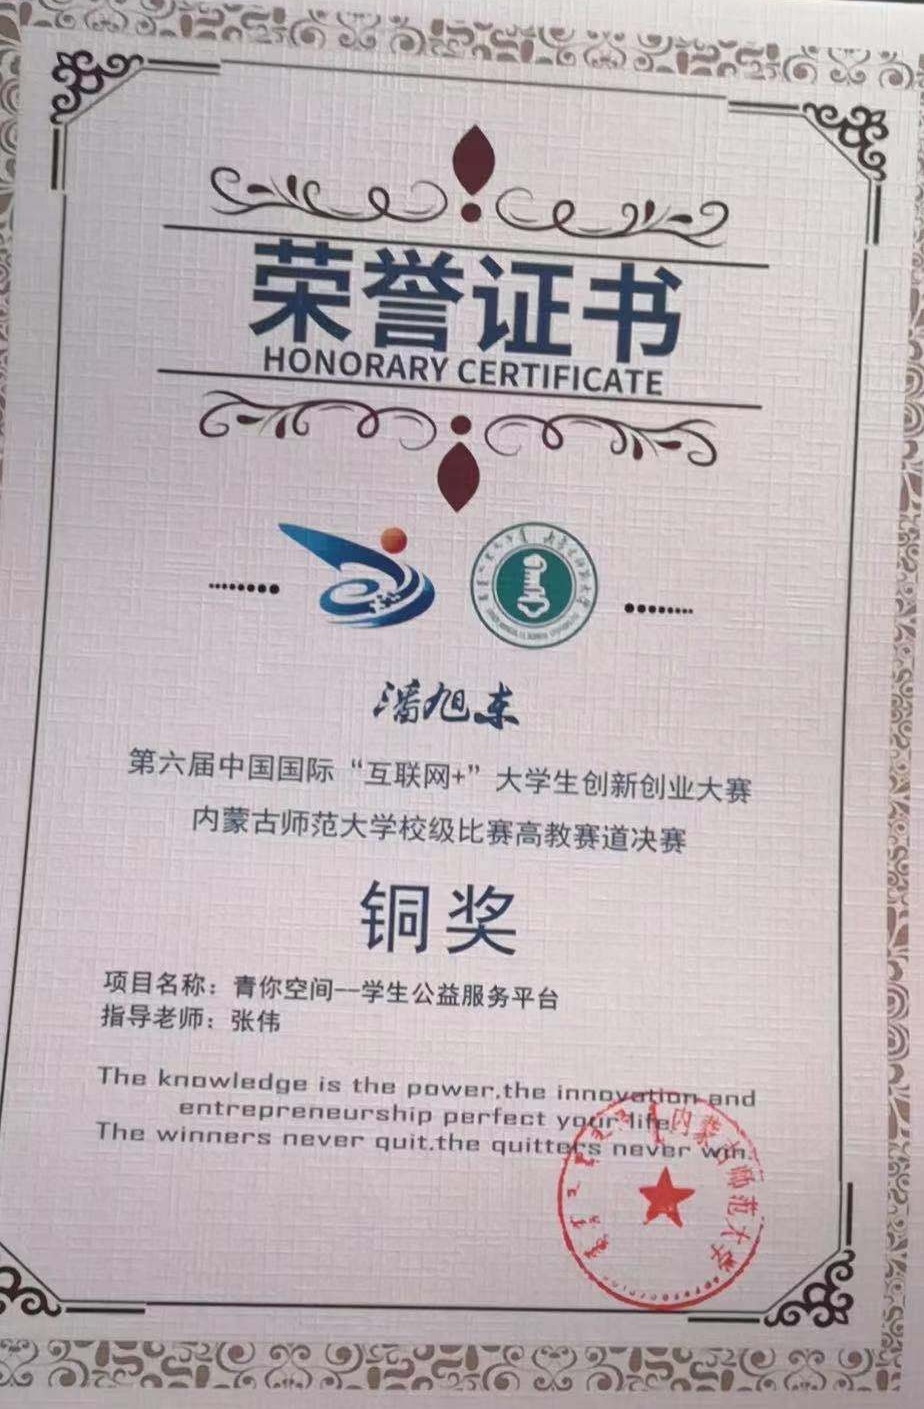 荣誉证书
HONORARY CERTIFICATE
潘旭东
第六届中国国际“互联网+”大学生创新创业大赛
内蒙古师范大学校级比赛高教赛道决赛
铜奖
项目名称：青你空间—学生公益服务平台
指导老师：张伟
The knowledge is the power,the innovation and
entrepreneurship perfect your life.
The winners never quit.the quitters never win.
内蒙古师范大学